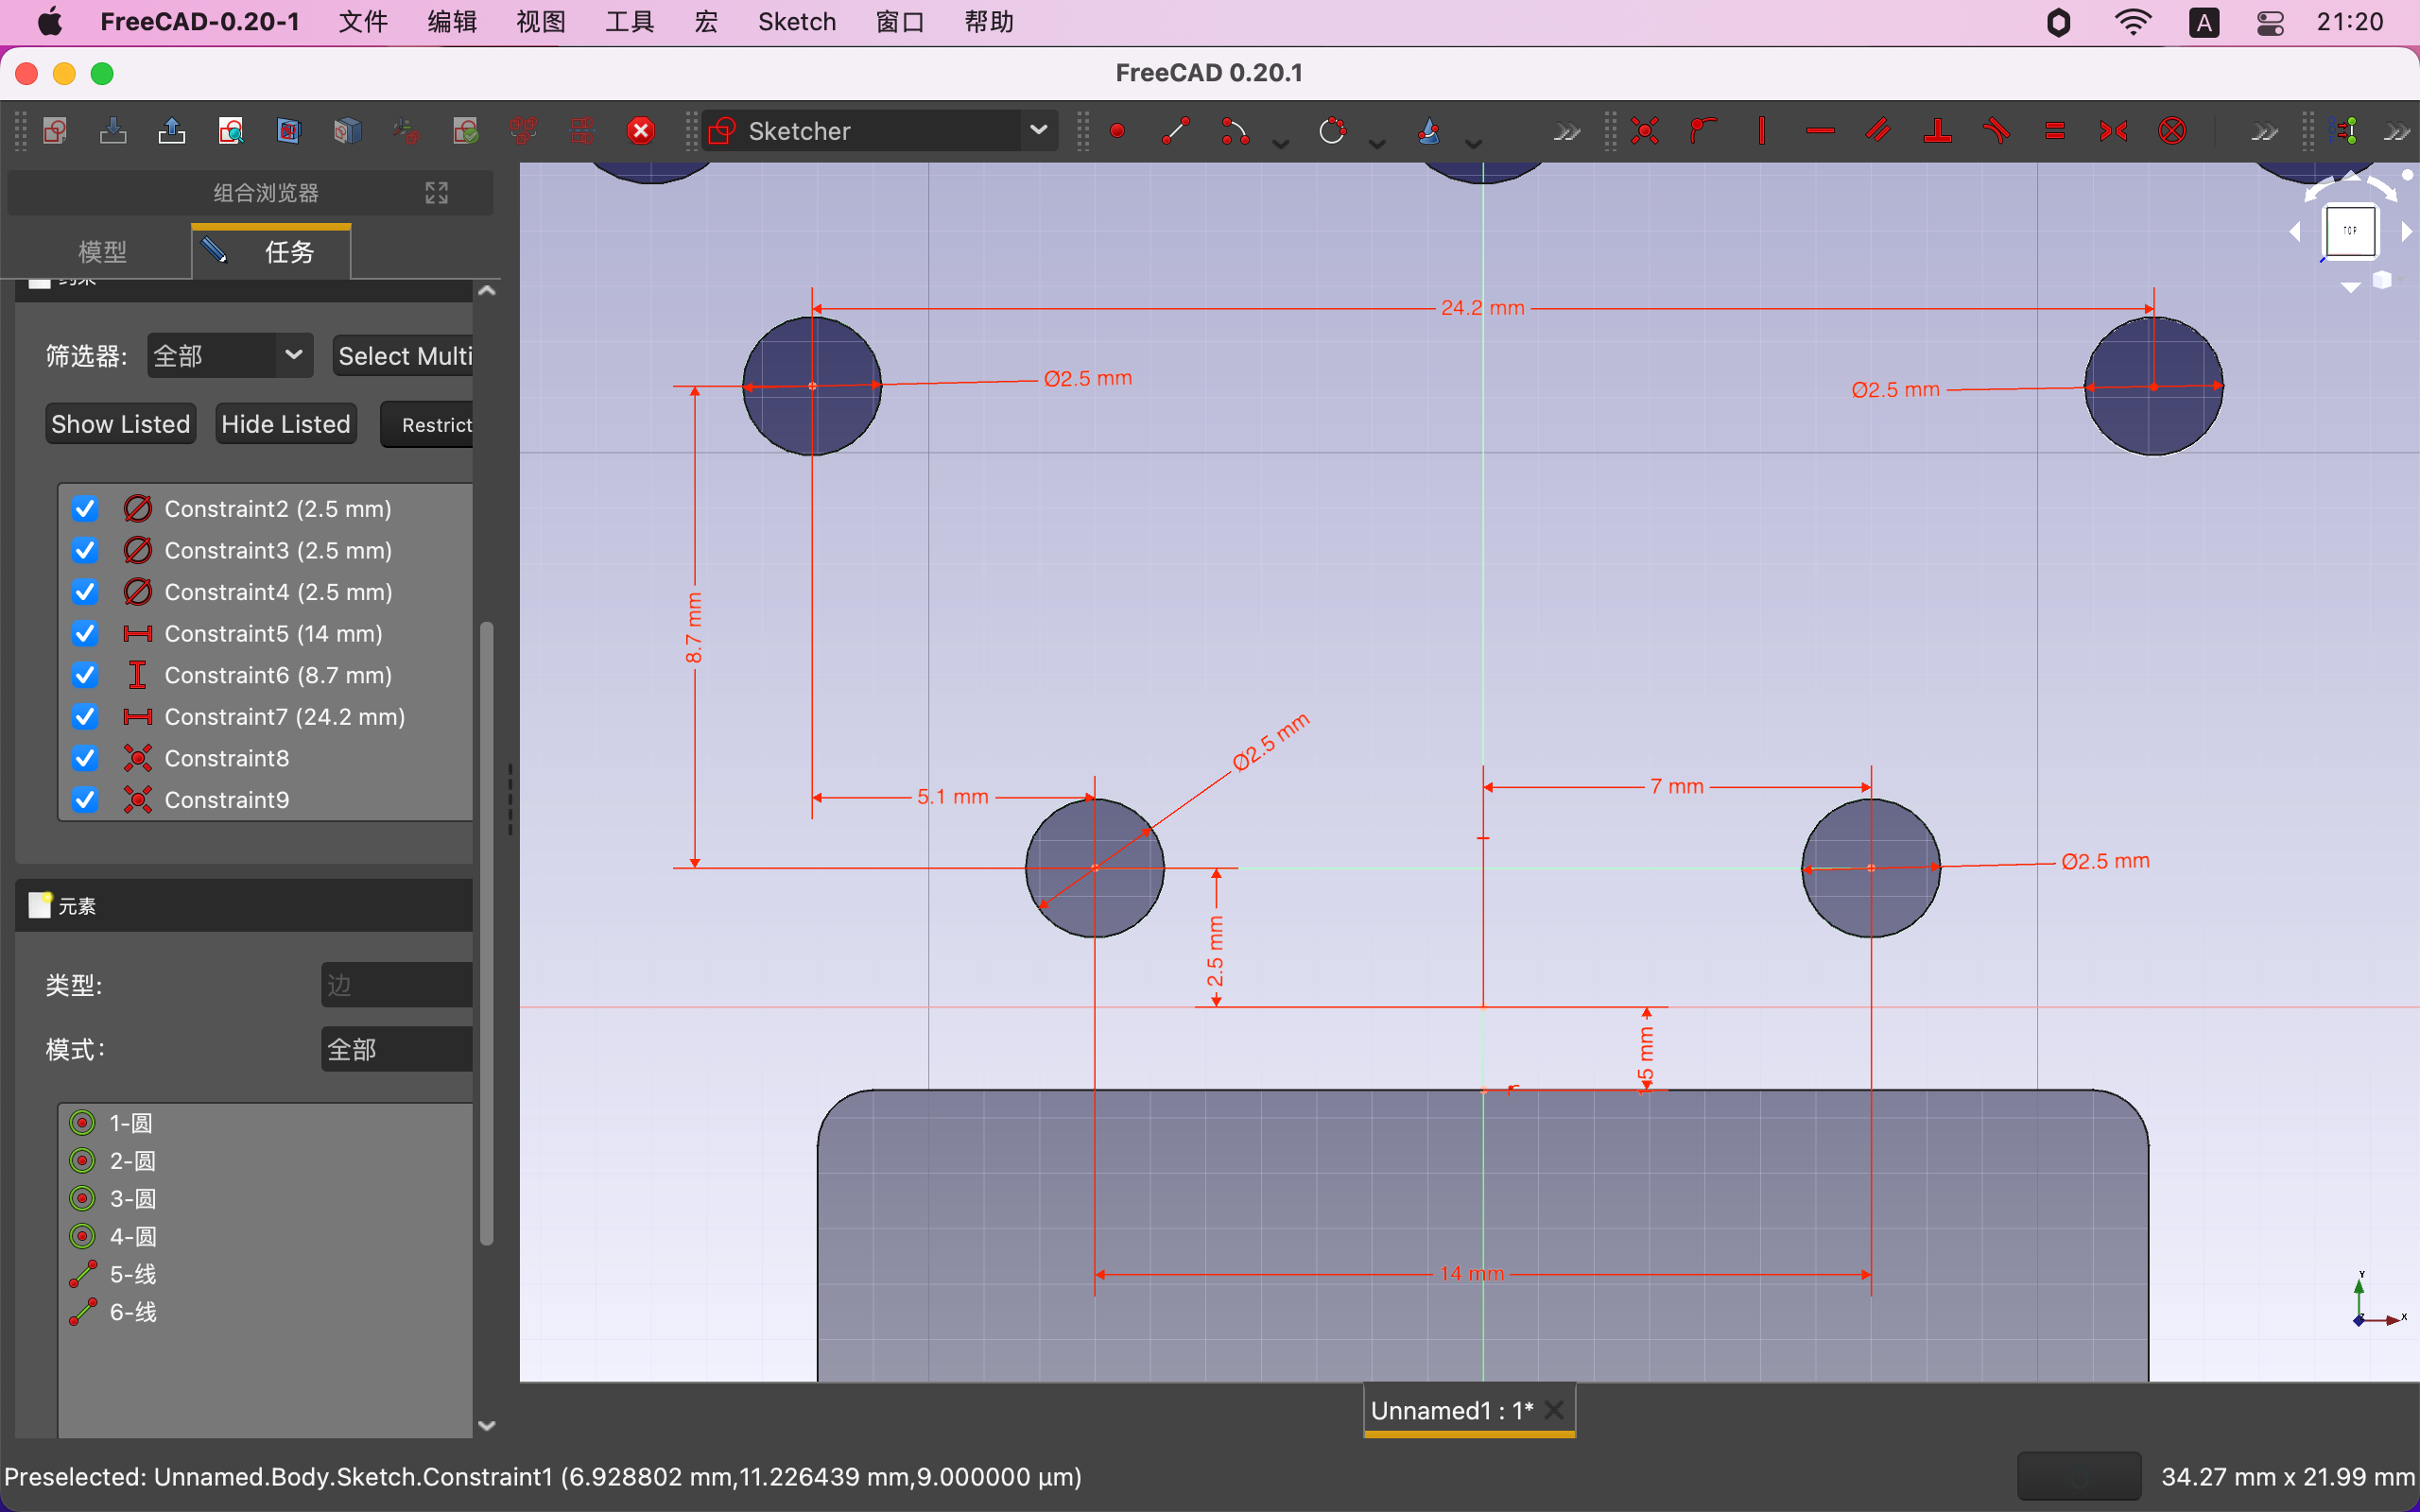 FreeCAD-0.20-1 文件 编辑 视图 工具 宏 Sketch 窗口 帮助 A 21:20
FreeCAD 0.20.1
Sketcher
组合浏览器
模型 任务
筛选器: 全部 Select Multi
Show Listed Hide Listed Restrict
Constraint2 (2.5 mm)
Constraint3 (2.5 mm)
Constraint4 (2.5 mm)
Constraint5 (14 mm)
Constraint6 (8.7 mm)
Constraint7 (24.2 mm)
Constraint8
Constraint9
元素
类型: 边
模式: 全部
1-圆
2-圆
3-圆
4-圆
5-线
6-线
TOP
24.2 mm
Ø2.5 mm
Ø2.5 mm
8.7 mm
Ø2.5 mm
5.1 mm
7 mm
Ø2.5 mm
2.5 mm
5 mm
14 mm
Y
X
Unnamed1 : 1*
Preselected: Unnamed.Body.Sketch.Constraint1 (6.928802 mm,11.226439 mm,9.000000 µm)
34.27 mm x 21.99 mm